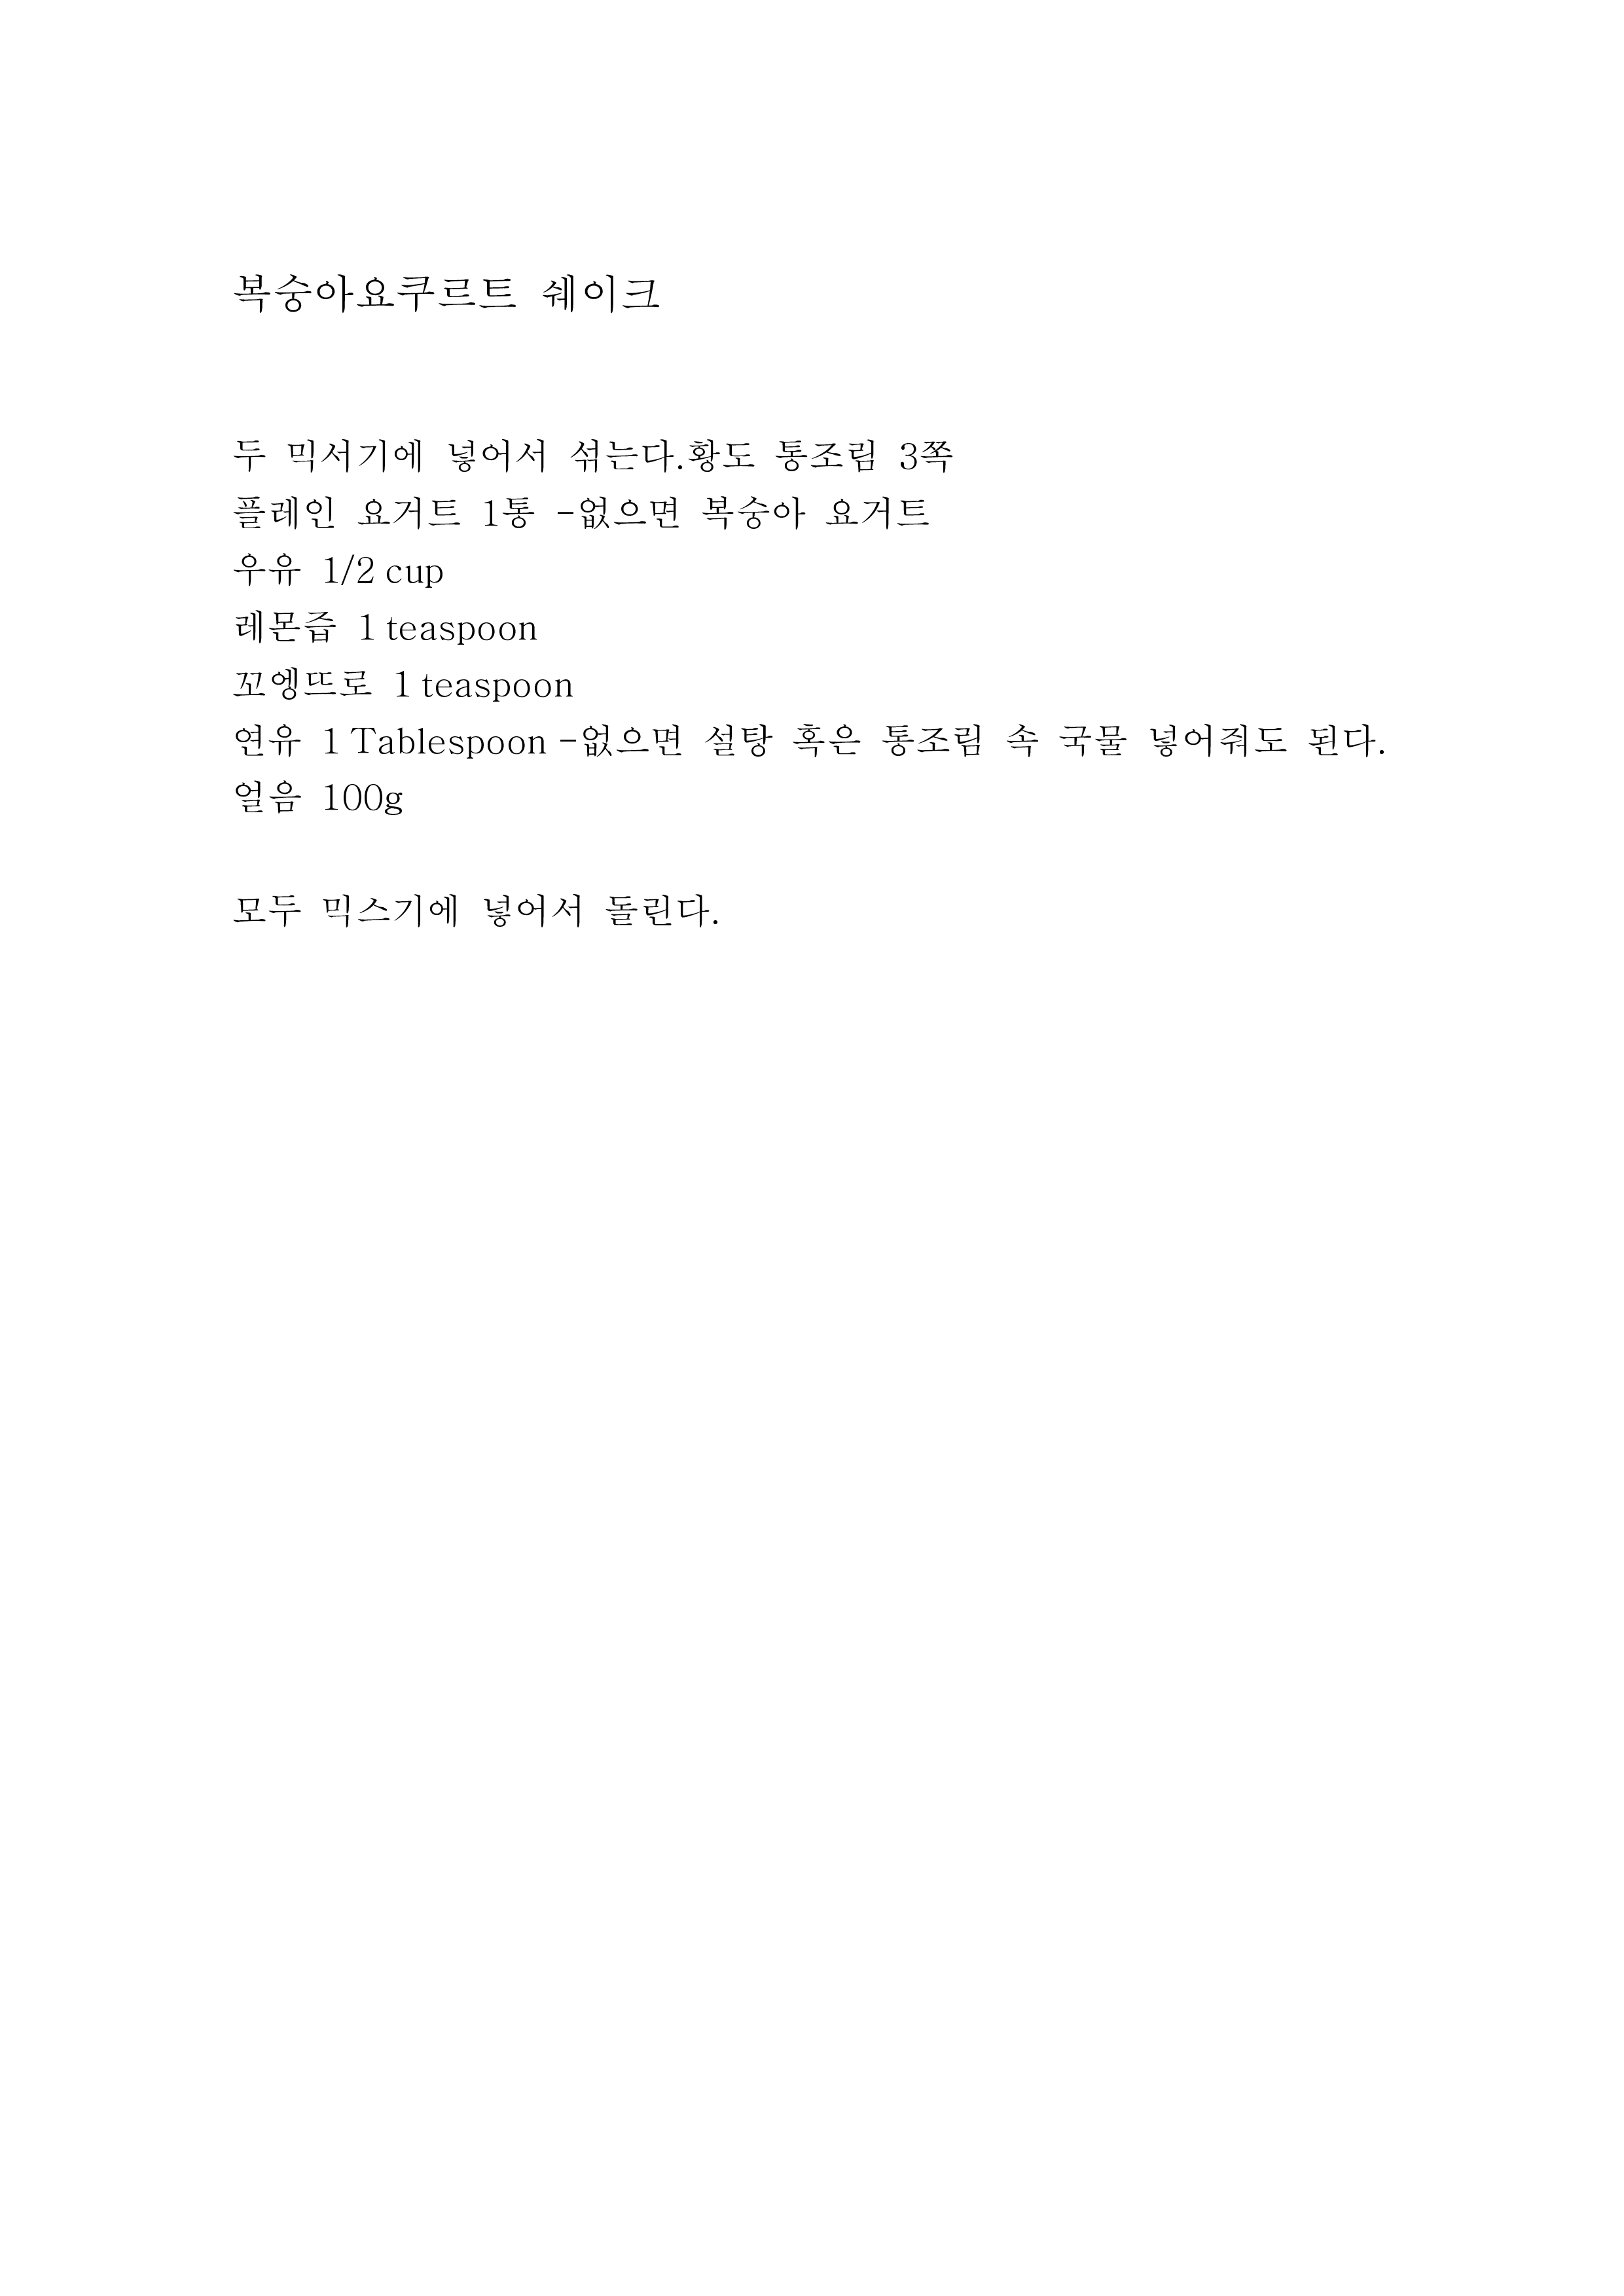 복숭아요쿠르트 쉐이크
두 믹서기에 넣어서 섞는다.황도 통조림 3쪽
플레인 요거트 1통 -없으면 복숭아 요거트
우유 1/2 cup
레몬즙 1 teaspoon
꼬엥뜨로 1 teaspoon
연유 1 Tablespoon -없으면 설탕 혹은 통조림 속 국물 넣어줘도 된다.
얼음 100g
모두 믹스기에 넣어서 돌린다.